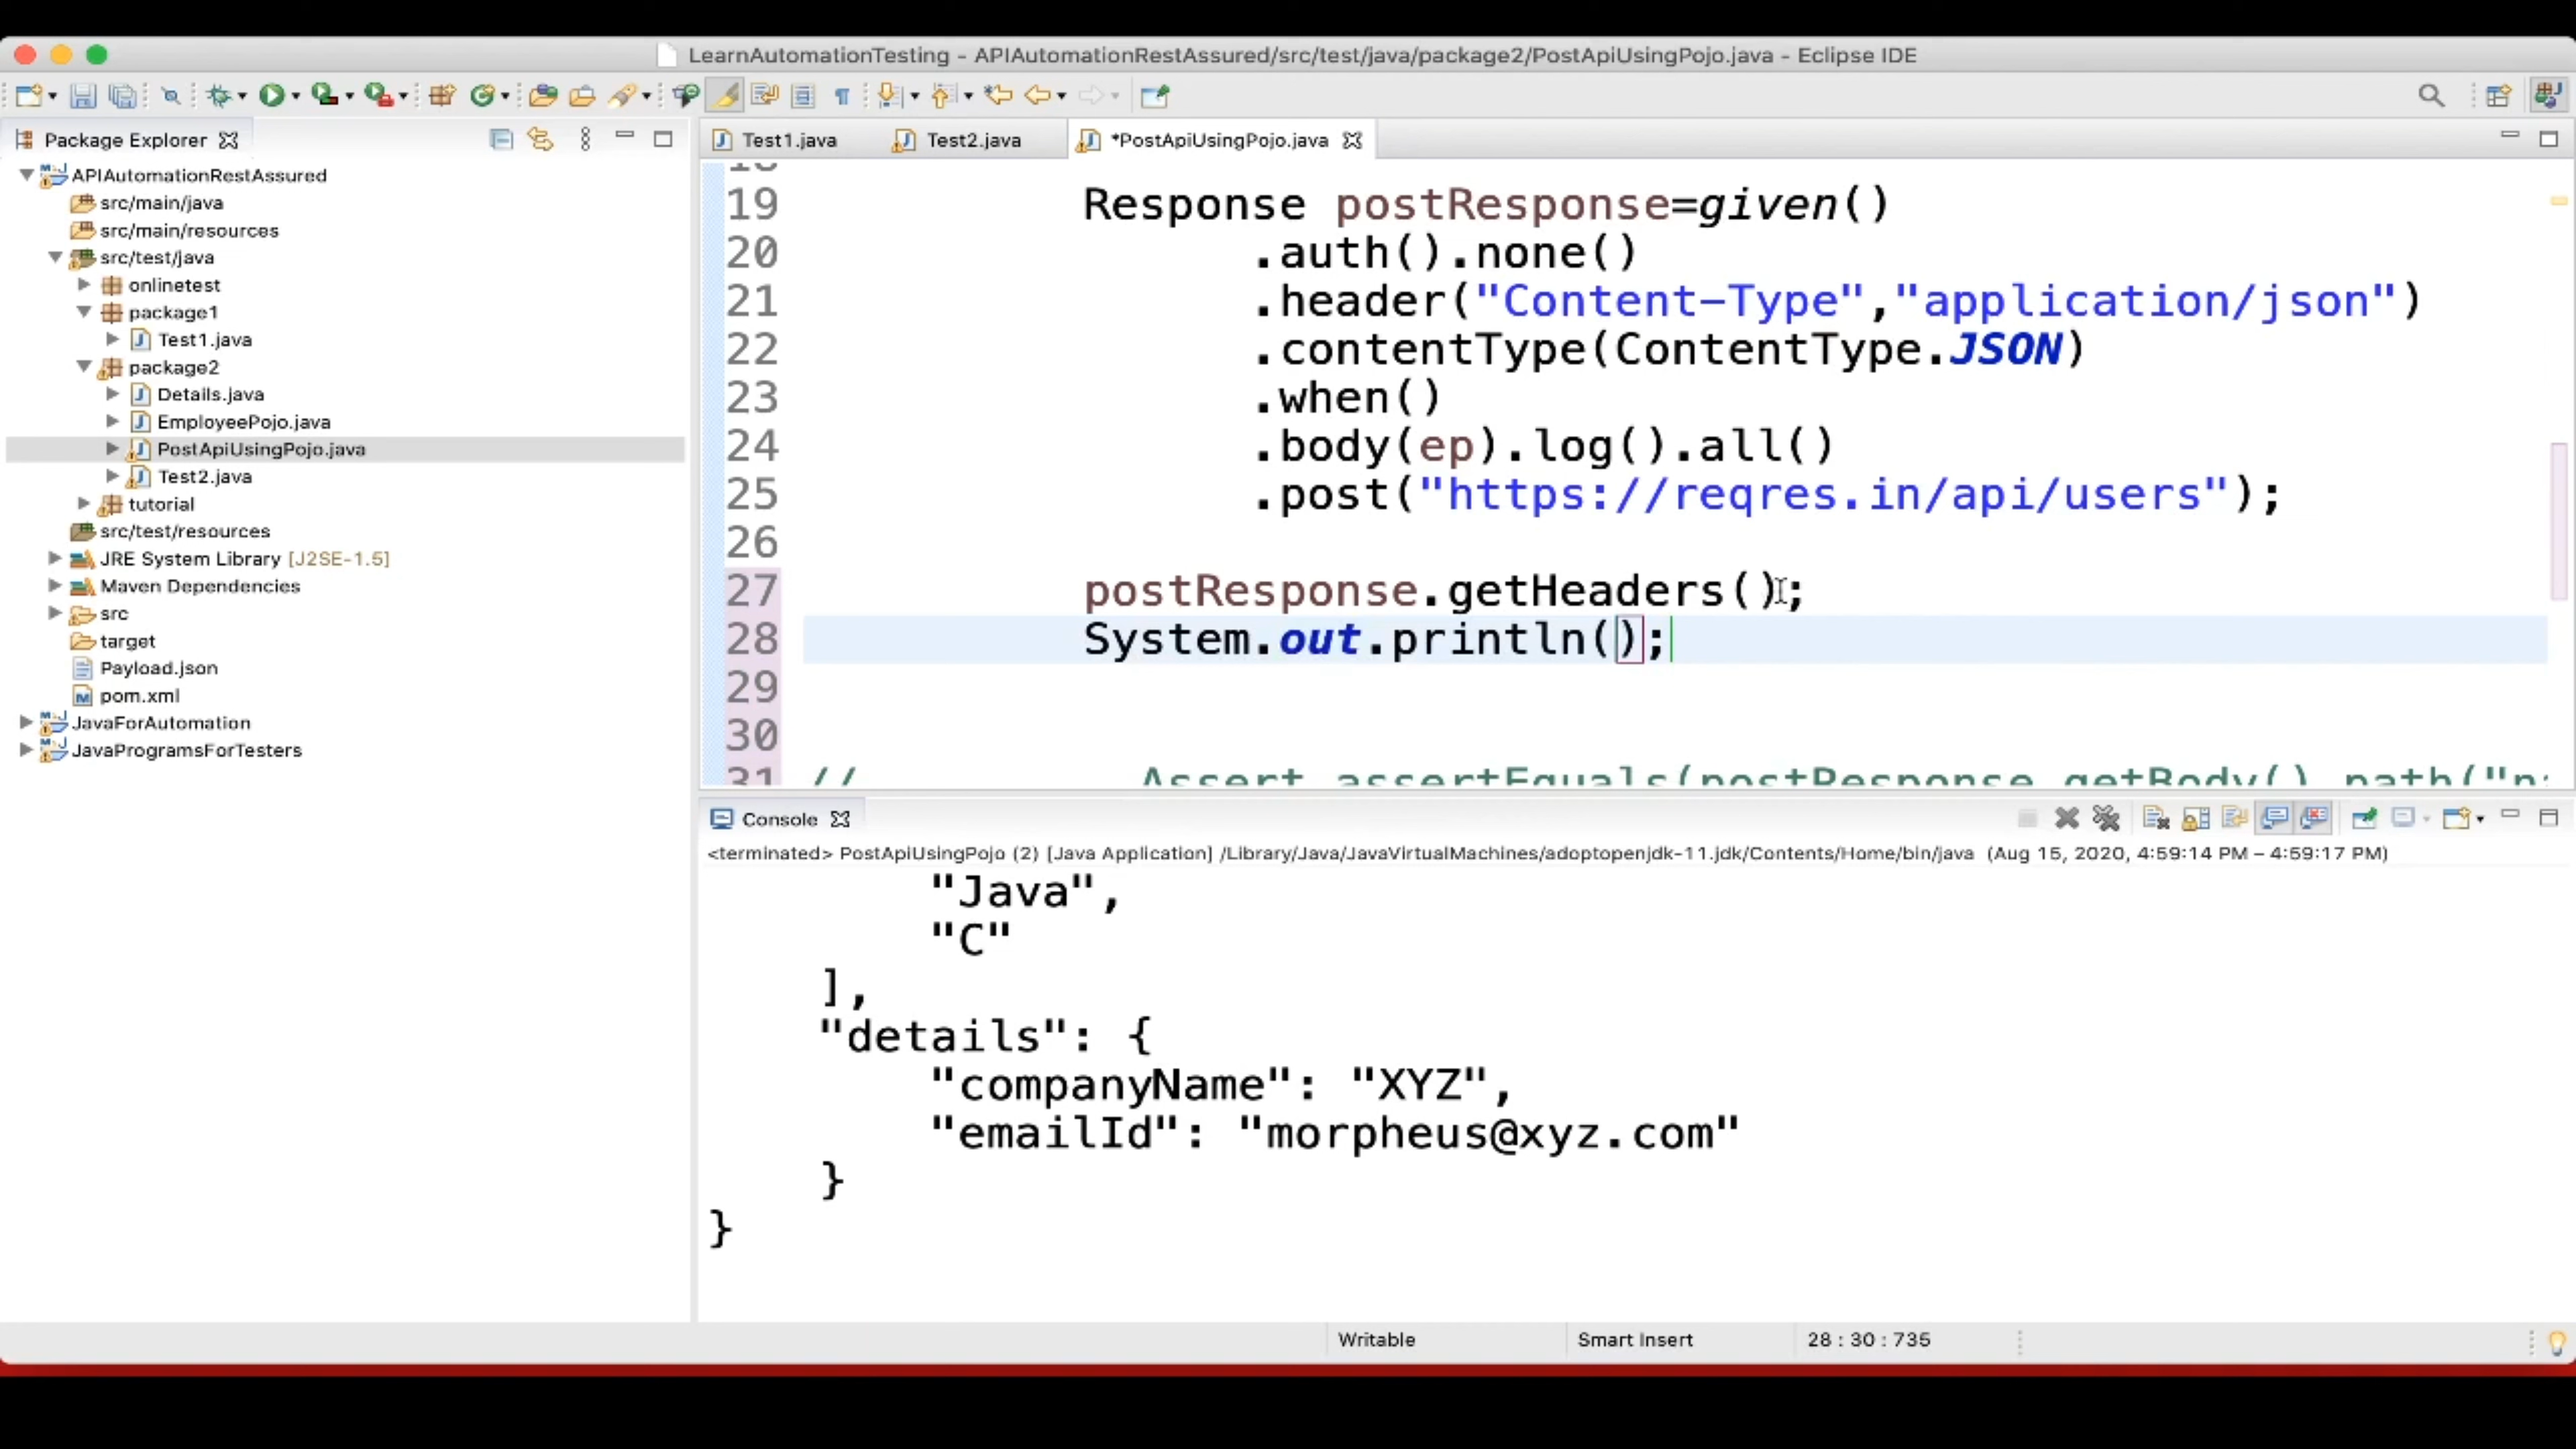 LearnAutomationTesting - APIAutomationRestAssured/src/test/java/package2/PostApiUsingPojo.java - Eclipse IDE
Package Explorer
APIAutomationRestAssured
src/main/java
src/main/resources
src/test/java
onlinetest
package1
Test1.java
package2
Details.java
EmployeePojo.java
PostApiUsingPojo.java
Test2.java
tutorial
src/test/resources
JRE System Library [J2SE-1.5]
Maven Dependencies
src
target
Payload.json
pom.xml
JavaForAutomation
JavaProgramsForTesters
Test1.java Test2.java *PostApiUsingPojo.java
18
19 Response postResponse=given()
20 .auth().none()
21 .header("Content-Type","application/json")
22 .contentType(ContentType.JSON)
23 .when()
24 .body(ep).log().all()
25 .post("https://reqres.in/api/users");
26
27 postResponse.getHeaders();
28 System.out.println();
29
30
31 // Assert.assertEquals(postResponse.getBody().path("n
Console
<terminated> PostApiUsingPojo (2) [Java Application] /Library/Java/JavaVirtualMachines/adoptopenjdk-11.jdk/Contents/Home/bin/java (Aug 15, 2020, 4:59:14 PM – 4:59:17 PM)
"Java",
"C"
],
"details": {
"companyName": "XYZ",
"emailId": "morpheus@xyz.com"
}
}
Writable Smart Insert 28 : 30 : 735